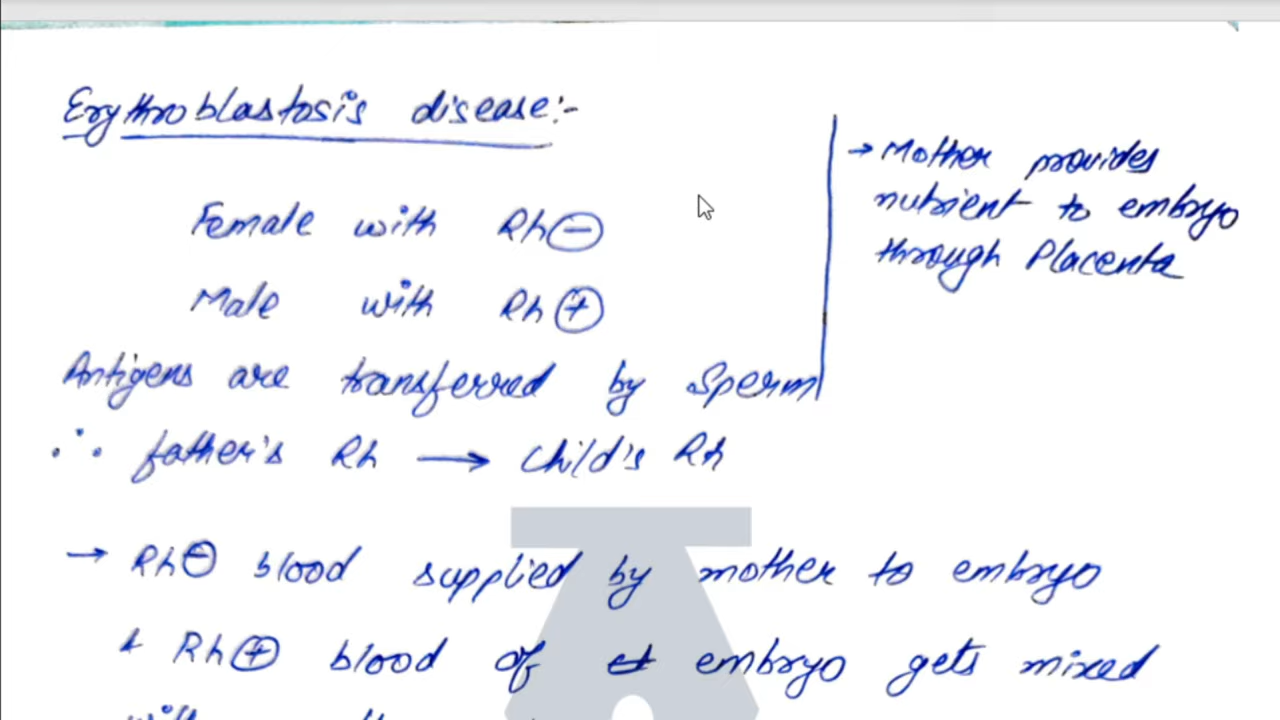 Erythroblastosis disease:-
Female with Rh⊖
Male with Rh⊕
Antigens are transferred by Sperm
∴ father's Rh → Child's Rh
→ Mother provides
nutrient to embryo
through Placenta
→ Rh⊖ blood supplied by mother to embryo
+ Rh⊕ blood of embryo gets mixed
with